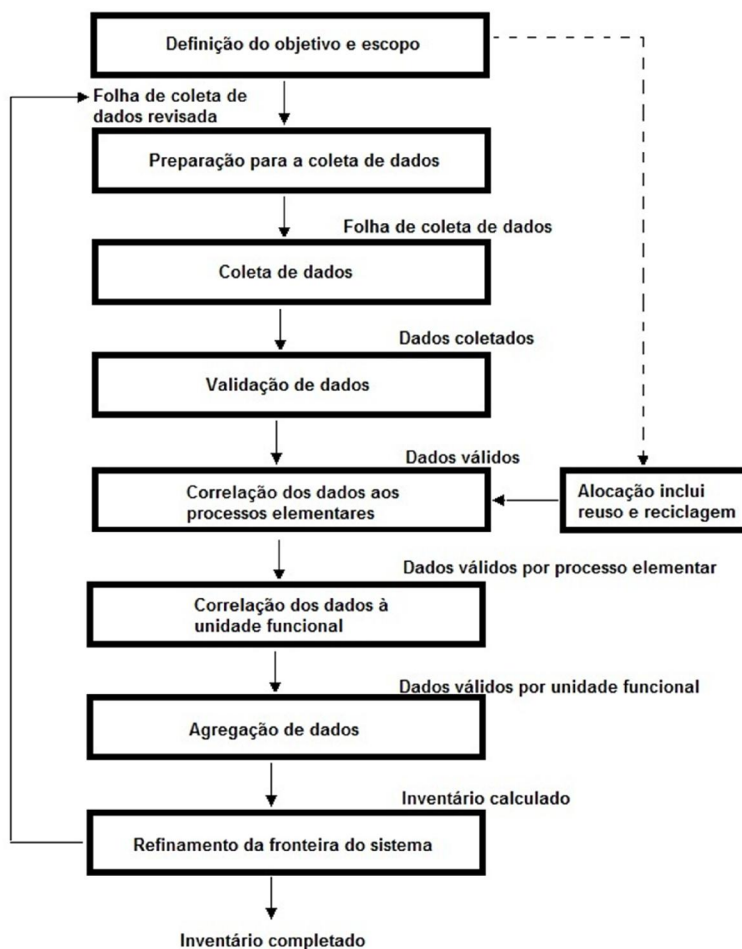 Definição do objetivo e escopo
Folha de coleta de
dados revisada
Preparação para a coleta de dados
Folha de coleta de dados
Coleta de dados
Dados coletados
Validação de dados
Dados válidos
Correlação dos dados aos
processos elementares
Alocação inclui
reuso e reciclagem
Dados válidos por processo elementar
Correlação dos dados à
unidade funcional
Dados válidos por unidade funcional
Agregação de dados
Inventário calculado
Refinamento da fronteira do sistema
Inventário completado